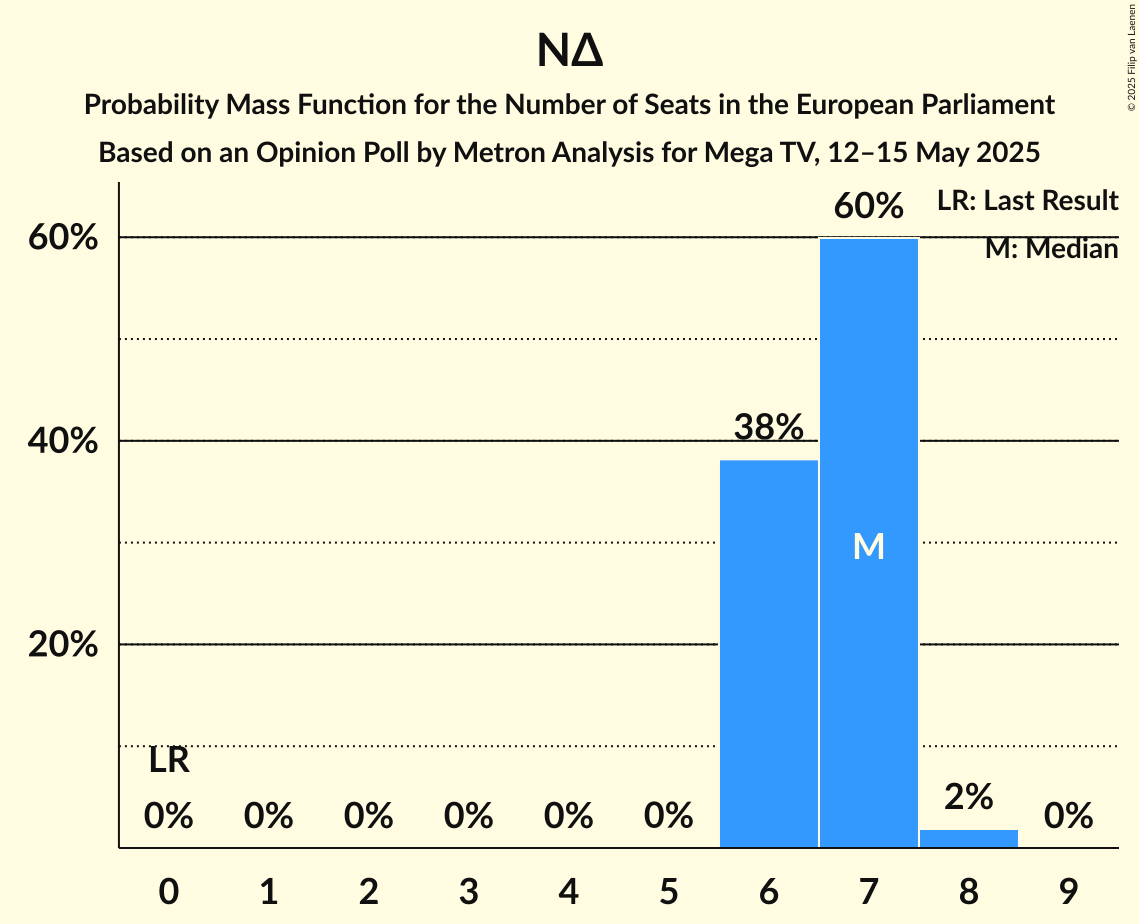 NΔ
Probability Mass Function for the Number of Seats in the European Parliament
Based on an Opinion Poll by Metron Analysis for Mega TV, 12–15 May 2025
© 2025 Filip van Laenen
LR: Last Result
M: Median
60%
40%
20%
60%
38%
M
LR
0% 0% 0% 0% 0% 0% 2% 0%
0 1 2 3 4 5 6 7 8 9